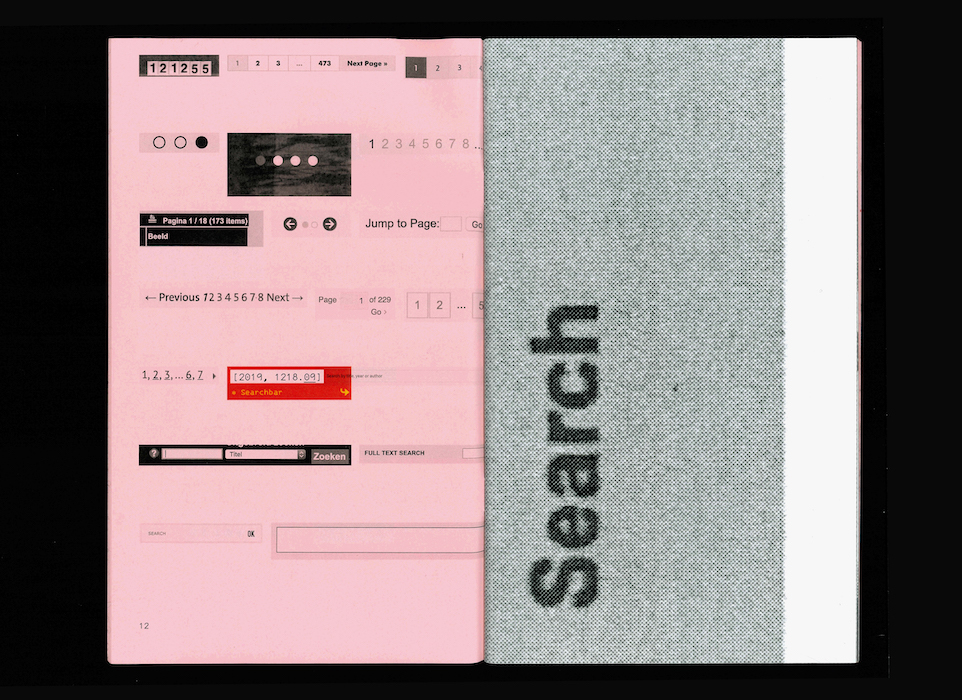 121255
1 2 3 ... 473 Next Page »
1 2 3
1 2 3 4 5 6 7 8 ..
Pagina 1 / 18 (173 items)
Beeld
Jump to Page: Go
← Previous 1 2 3 4 5 6 7 8 Next →
Page 1 of 229
Go
1 2 ... 5
1, 2, 3, ... 6, 7
[2019, 1218.09]
Searchbar
? Titel Zoeken
FULL TEXT SEARCH
SEARCH OK
12
Search